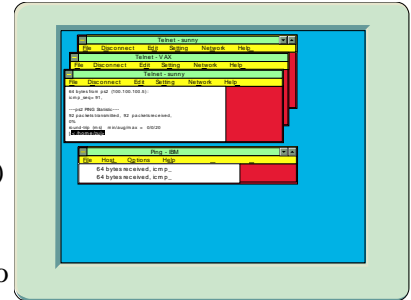 Telnet - sunny
File Disconnect Edit Setting Network Help
Telnet - VAX
File Disconnect Edit Setting Network Help
Telnet - sunny
File Disconnect Edit Setting Network Help
64 bytes from ps2 (100.100.100.5):
icmp_seq= 91.
----ps2 PING Statistic----
92 packets transmitted, 92 packets received,
0%
round-trip (ms) min/avg/max = 0/0/20
Ping - IBM
File Host_ Options Help
64 bytes received, icmp_
64 bytes received, icmp_
)
o